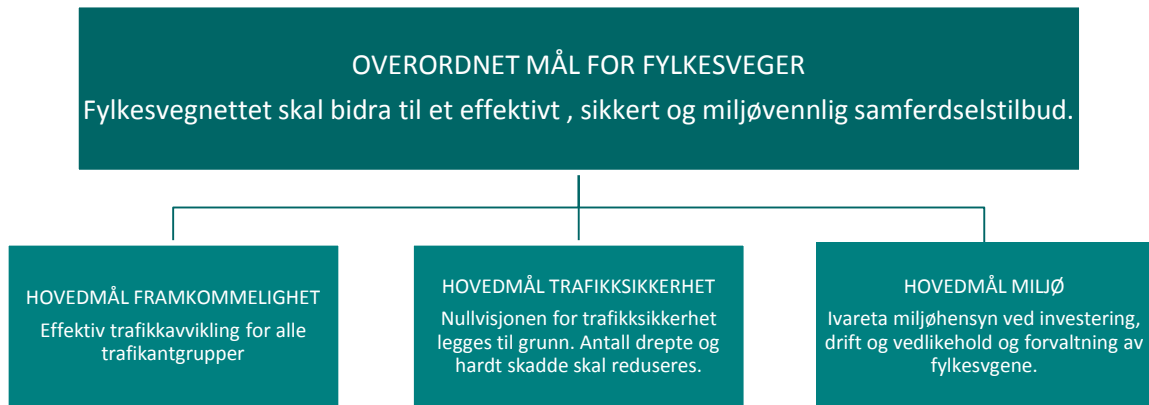 OVERORDNET MÅL FOR FYLKESVEGER
Fylkesvegnettet skal bidra til et effektivt , sikkert og miljøvennlig samferdselstilbud.
HOVEDMÅL FRAMKOMMELIGHET
Effektiv trafikkavvikling for alle
trafikantgrupper
HOVEDMÅL TRAFIKKSIKKERHET
Nullvisjonen for trafikksikkerhet
legges til grunn. Antall drepte og
hardt skadde skal reduseres.
HOVEDMÅL MILJØ
Ivareta miljøhensyn ved investering,
drift og vedlikehold og forvaltning av
fylkesvgene.